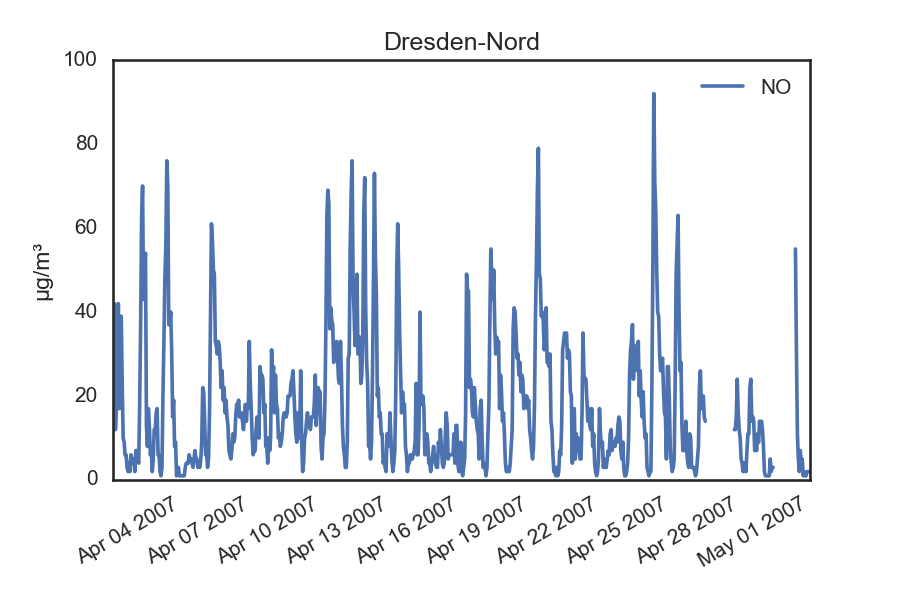 Dresden-Nord
NO
µg/m³
100
80
60
40
20
0
Apr 04 2007
Apr 07 2007
Apr 10 2007
Apr 13 2007
Apr 16 2007
Apr 19 2007
Apr 22 2007
Apr 25 2007
Apr 28 2007
May 01 2007